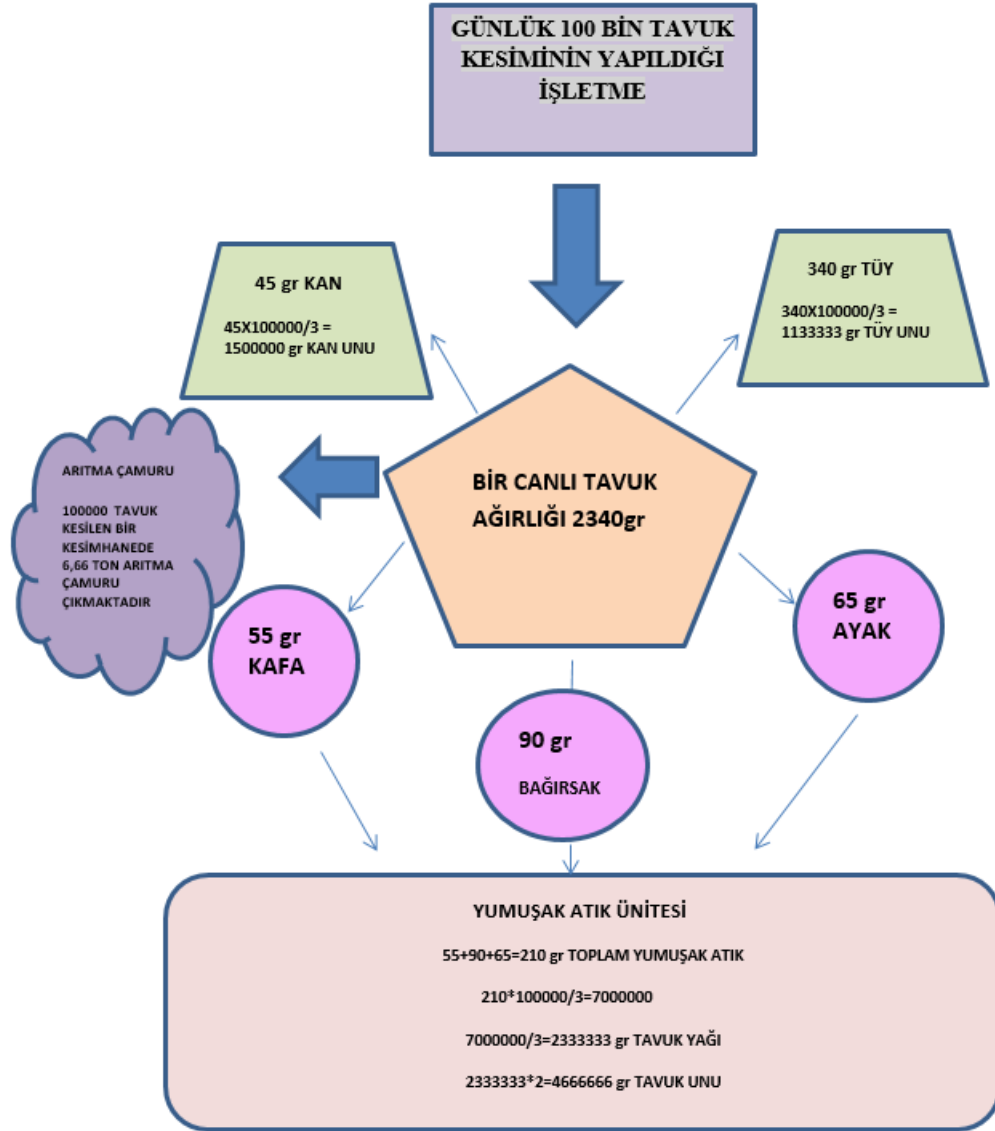 GÜNLÜK 100 BİN TAVUK
KESİMİNİN YAPILDIĞI
İŞLETME
45 gr KAN
45X100000/3 =
1500000 gr KAN UNU
340 gr TÜY
340X100000/3 =
1133333 gr TÜY UNU
ARITMA ÇAMURU
100000 TAVUK
KESİLEN BİR
KESİMHANEDE
6,66 TON ARITMA
ÇAMURU
ÇIKMAKTADIR
BİR CANLI TAVUK
AĞIRLIĞI 2340gr
55 gr
KAFA
90 gr
BAĞIRSAK
65 gr
AYAK
YUMUŞAK ATIK ÜNİTESİ
55+90+65=210 gr TOPLAM YUMUŞAK ATIK
210*100000/3=7000000
7000000/3=2333333 gr TAVUK YAĞI
2333333*2=4666666 gr TAVUK UNU